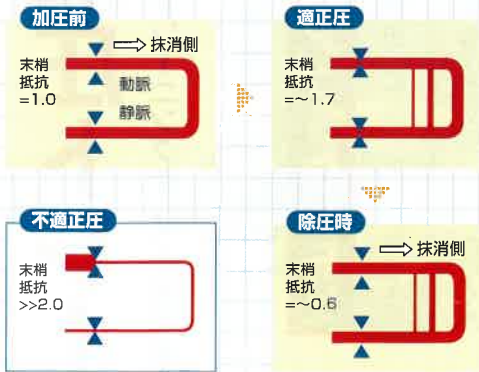 加圧前
抹消側
末梢
抵抗
=1.0
動脈
静脈
適正圧
末梢
抵抗
=～1.7
不適正圧
末梢
抵抗
>>2.0
除圧時
抹消側
末梢
抵抗
=～0.6